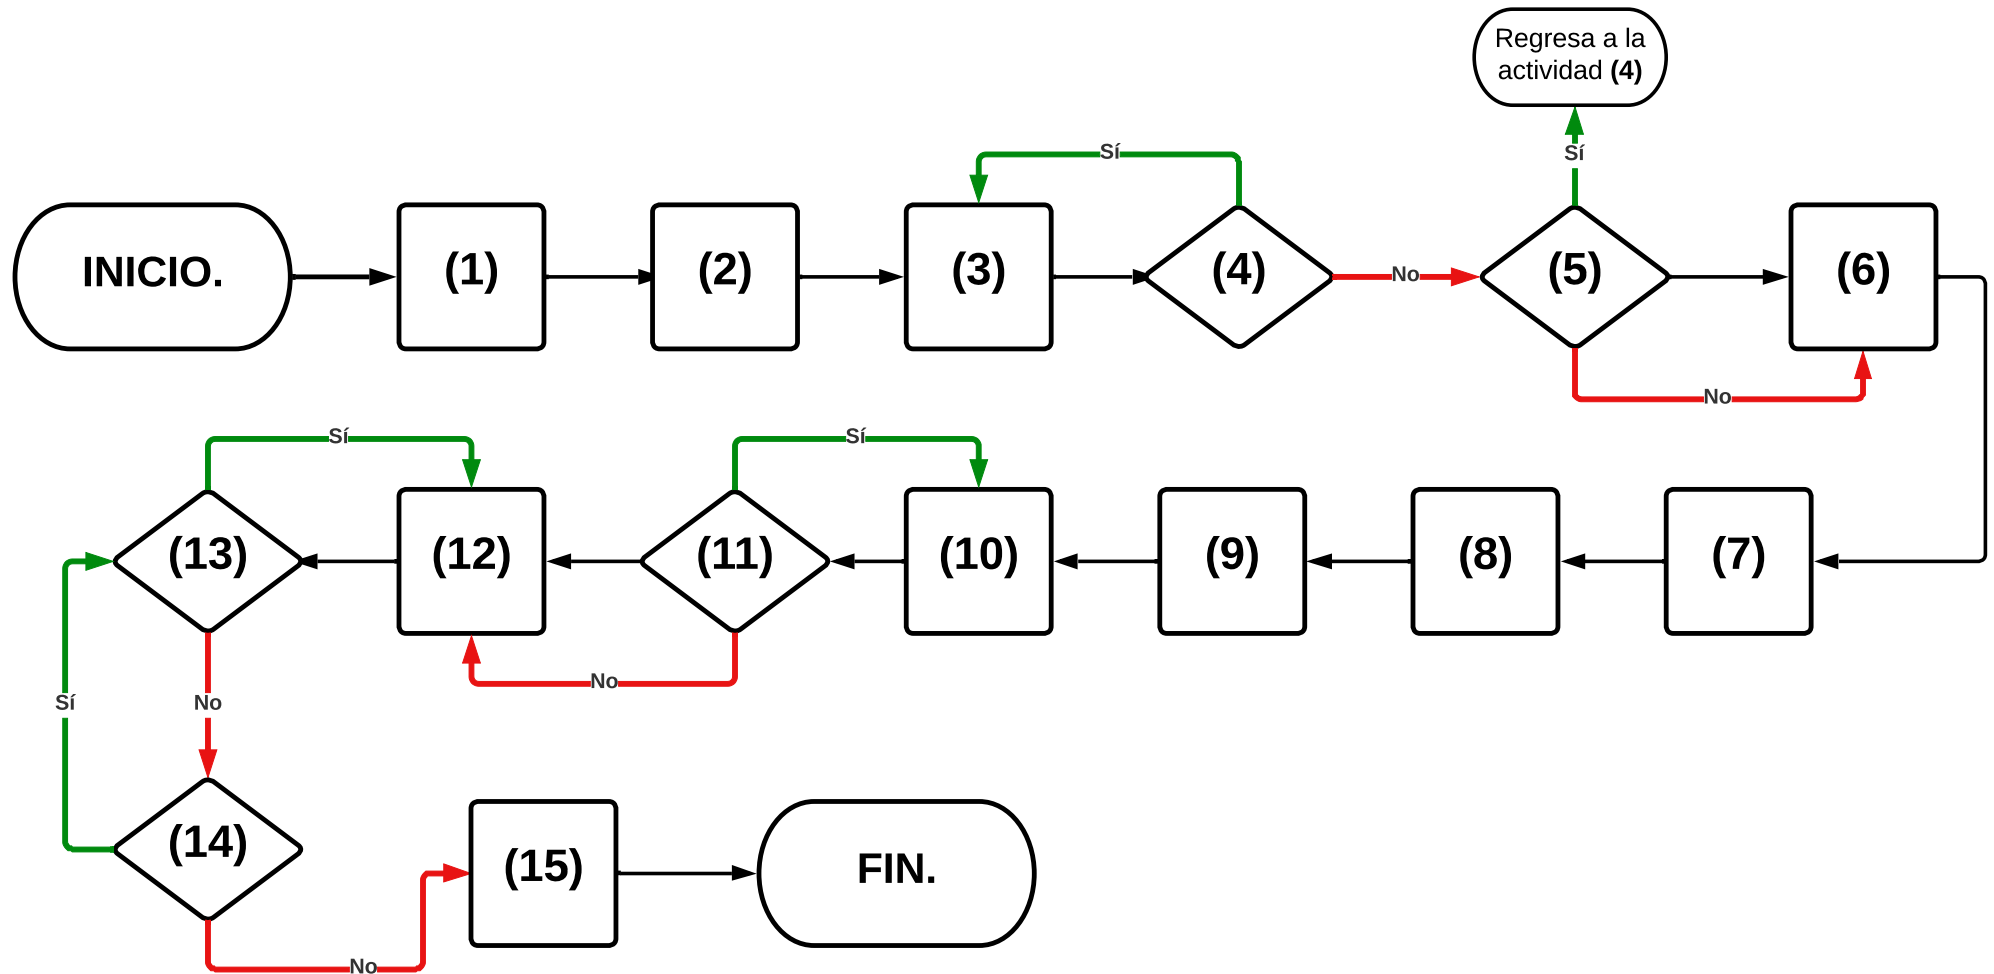 Regresa a la
actividad (4)
Sí
Sí
INICIO.
(1)
(2)
(3)
(4)
No
(5)
(6)
No
Sí
Sí
(13)
(12)
(11)
(10)
(9)
(8)
(7)
No
Sí
No
(14)
(15)
FIN.
No